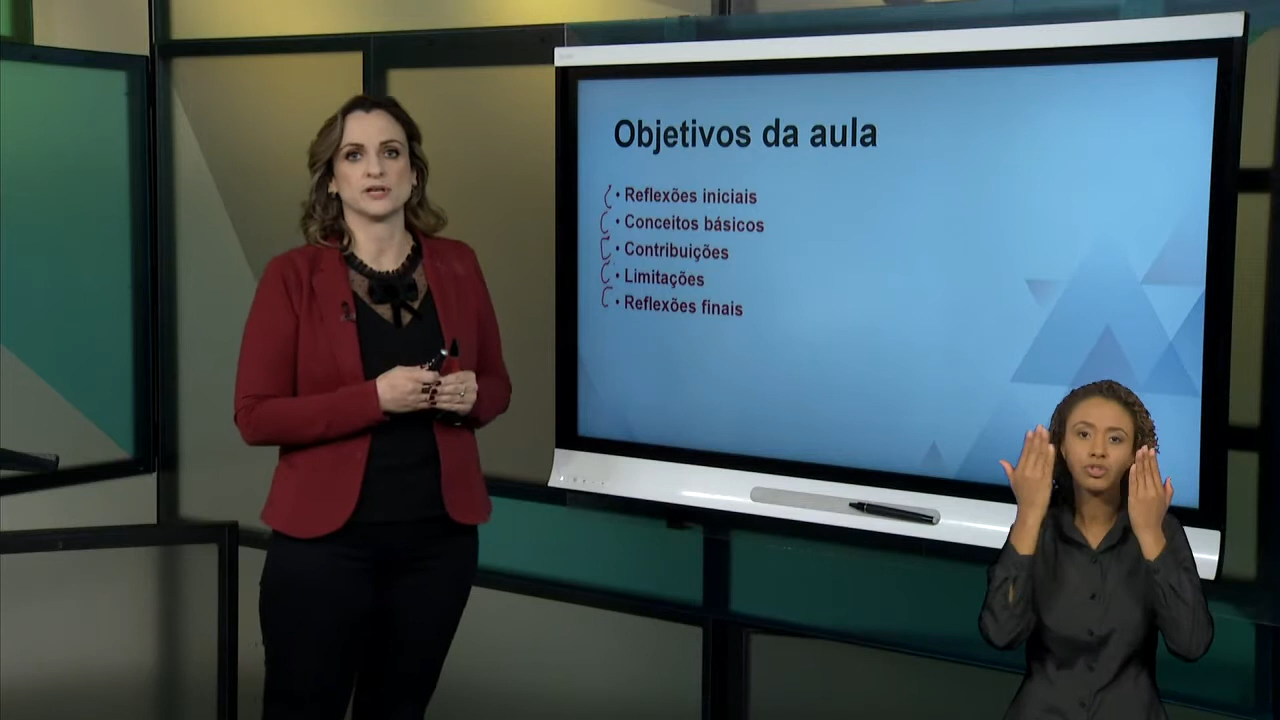 Objetivos da aula
• Reflexões iniciais
• Conceitos básicos
• Contribuições
• Limitações
• Reflexões finais